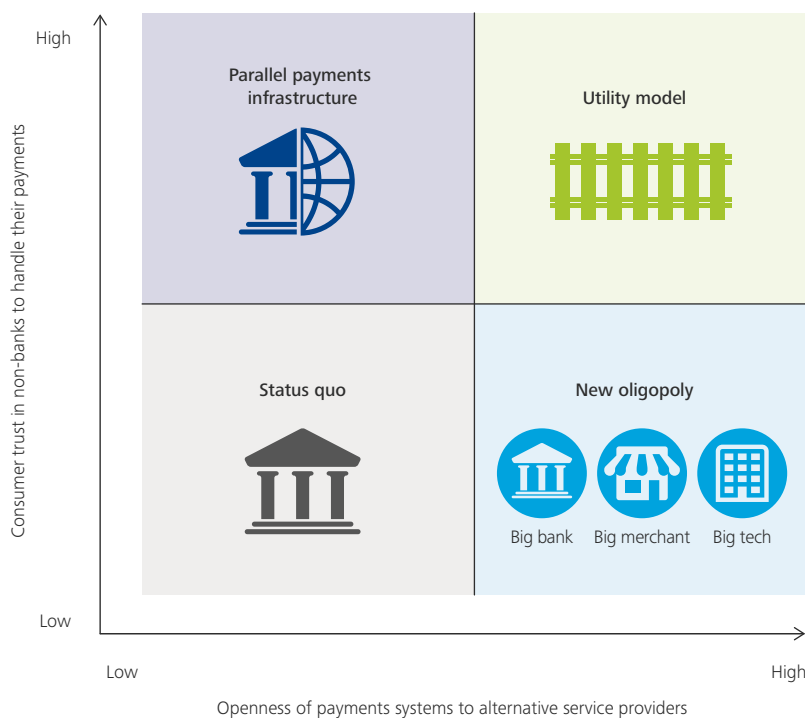 High
Consumer trust in non-banks to handle their payments
Low
Parallel payments
infrastructure
Utility model
Status quo
New oligopoly
Big bank
Big merchant
Big tech
Low
High
Openness of payments systems to alternative service providers